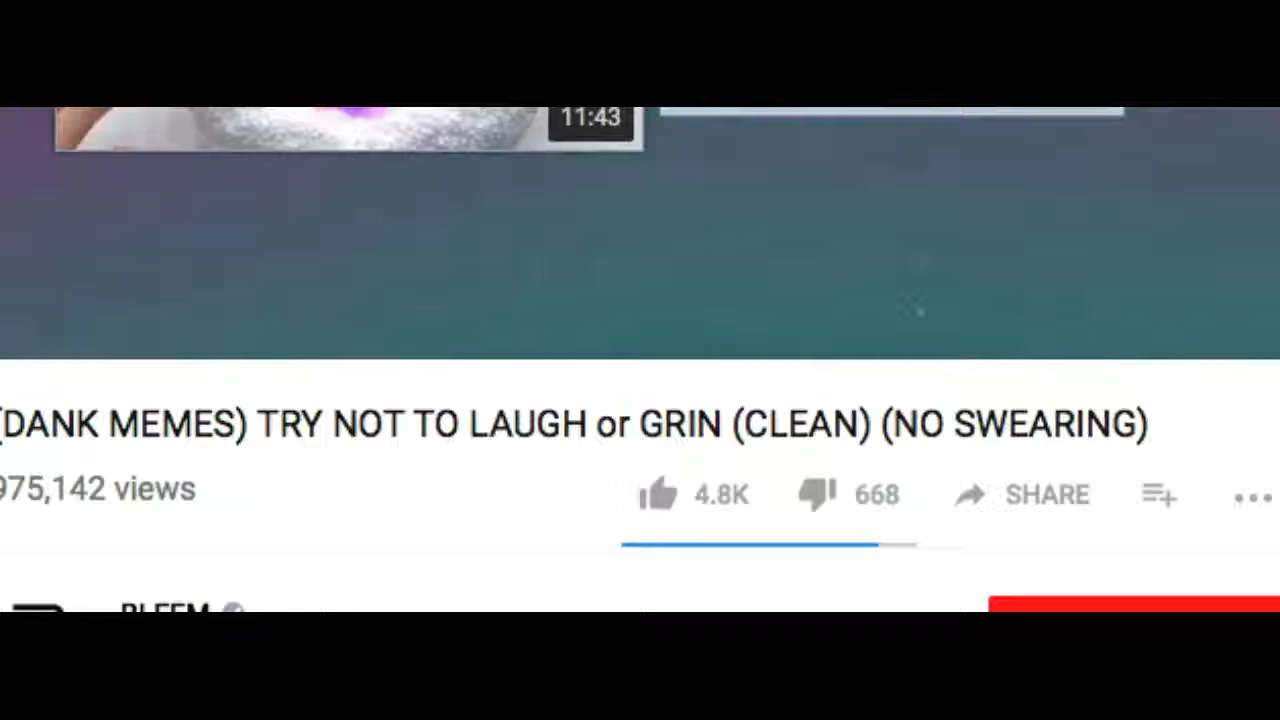 11:43
(DANK MEMES) TRY NOT TO LAUGH or GRIN (CLEAN) (NO SWEARING)
975,142 views
4.8K
668
SHARE
BLEEM